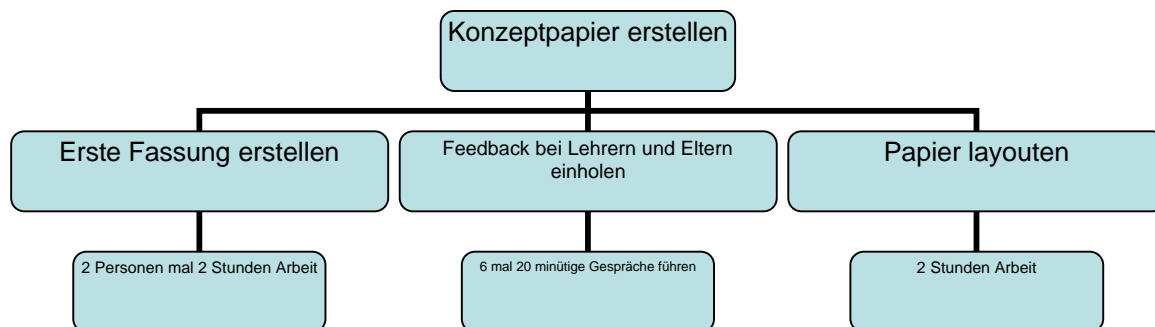 Konzeptpapier erstellen
Erste Fassung erstellen
Feedback bei Lehrern und Eltern
einholen
Papier layouten
2 Personen mal 2 Stunden Arbeit
6 mal 20 minütige Gespräche führen
2 Stunden Arbeit